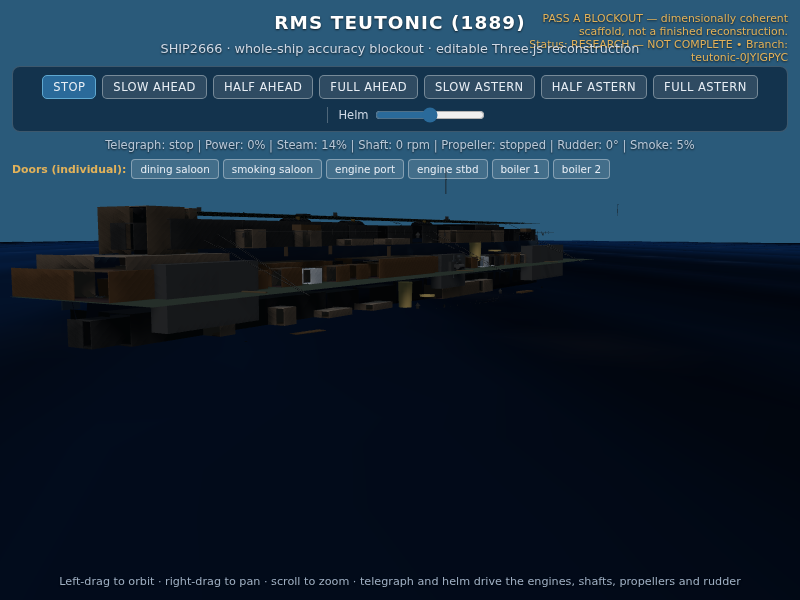 RMS TEUTONIC (1889)
PASS A BLOCKOUT — dimensionally coherent
scaffold, not a finished reconstruction.
Status: RESEARCH — NOT COMPLETE • Branch:
teutonic-0JYIGPYC
SHIP2666 · whole-ship accuracy blockout · editable Three.js reconstruction
STOP SLOW AHEAD HALF AHEAD FULL AHEAD SLOW ASTERN HALF ASTERN FULL ASTERN
Helm
Telegraph: stop | Power: 0% | Steam: 14% | Shaft: 0 rpm | Propeller: stopped | Rudder: 0° | Smoke: 5%
Doors (individual): dining saloon smoking saloon engine port engine stbd boiler 1 boiler 2
Left-drag to orbit · right-drag to pan · scroll to zoom · telegraph and helm drive the engines, shafts, propellers and rudder